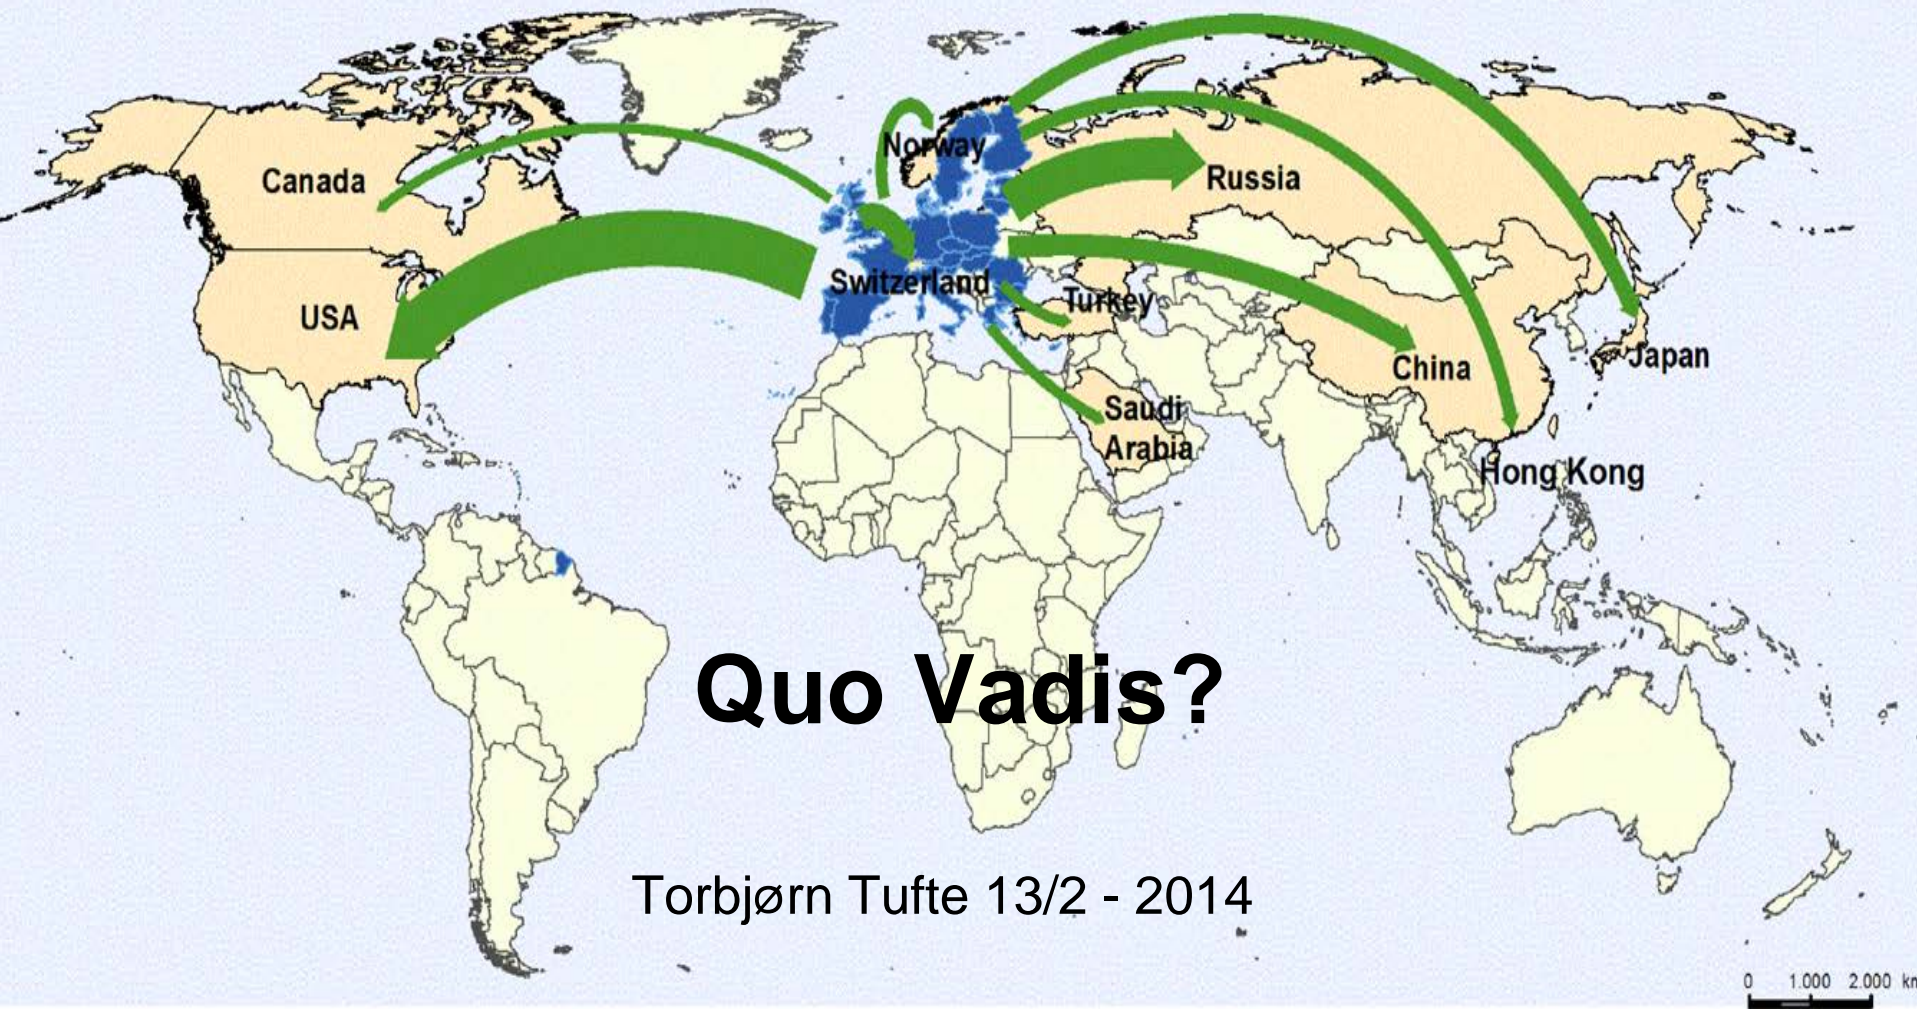 Norway
Canada
Russia
Switzerland
Turkey
USA
China
Japan
Saudi
Arabia
Hong Kong
Quo Vadis?
Torbjørn Tufte 13/2 - 2014
0 1.000 2.000 km